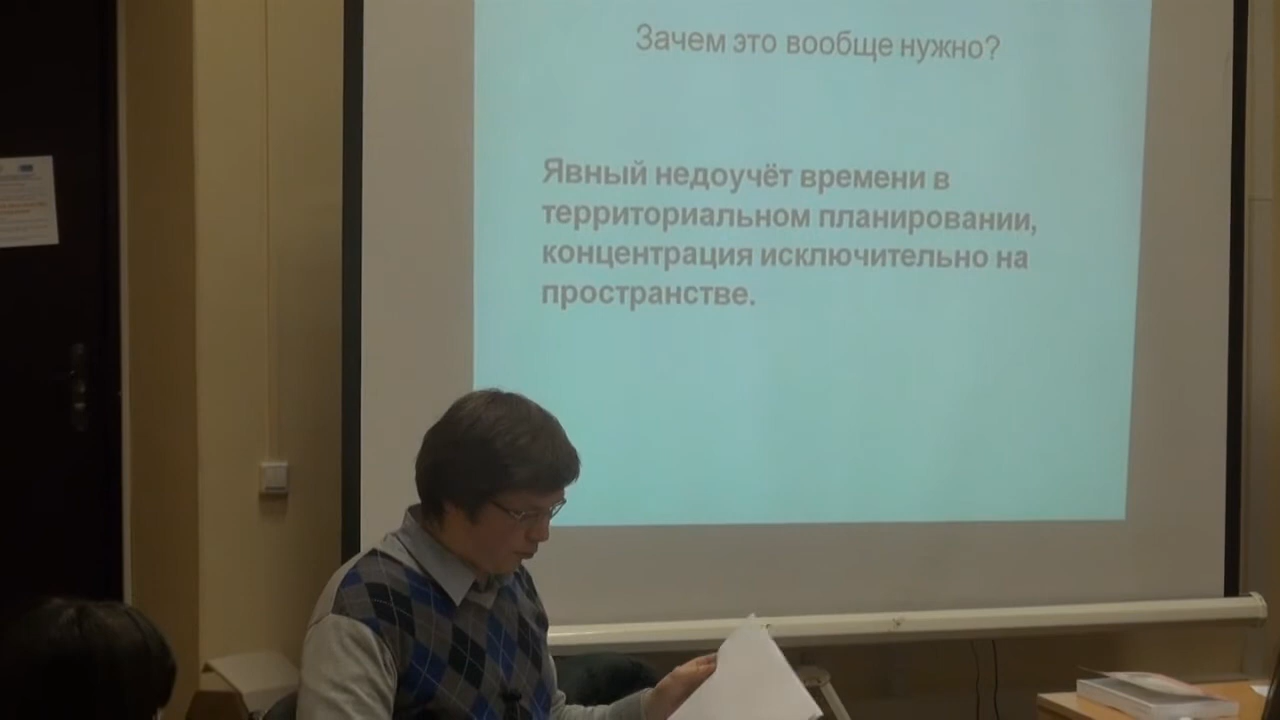 Зачем это вообще нужно?
Явный недоучёт времени в
территориальном планировании,
концентрация исключительно на
пространстве.